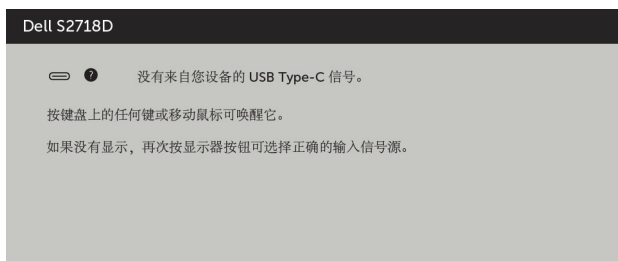 Dell S2718D
? 没有来自您设备的 USB Type-C 信号。
按键盘上的任何键或移动鼠标可唤醒它。
如果没有显示，再次按显示器按钮可选择正确的输入信号源。